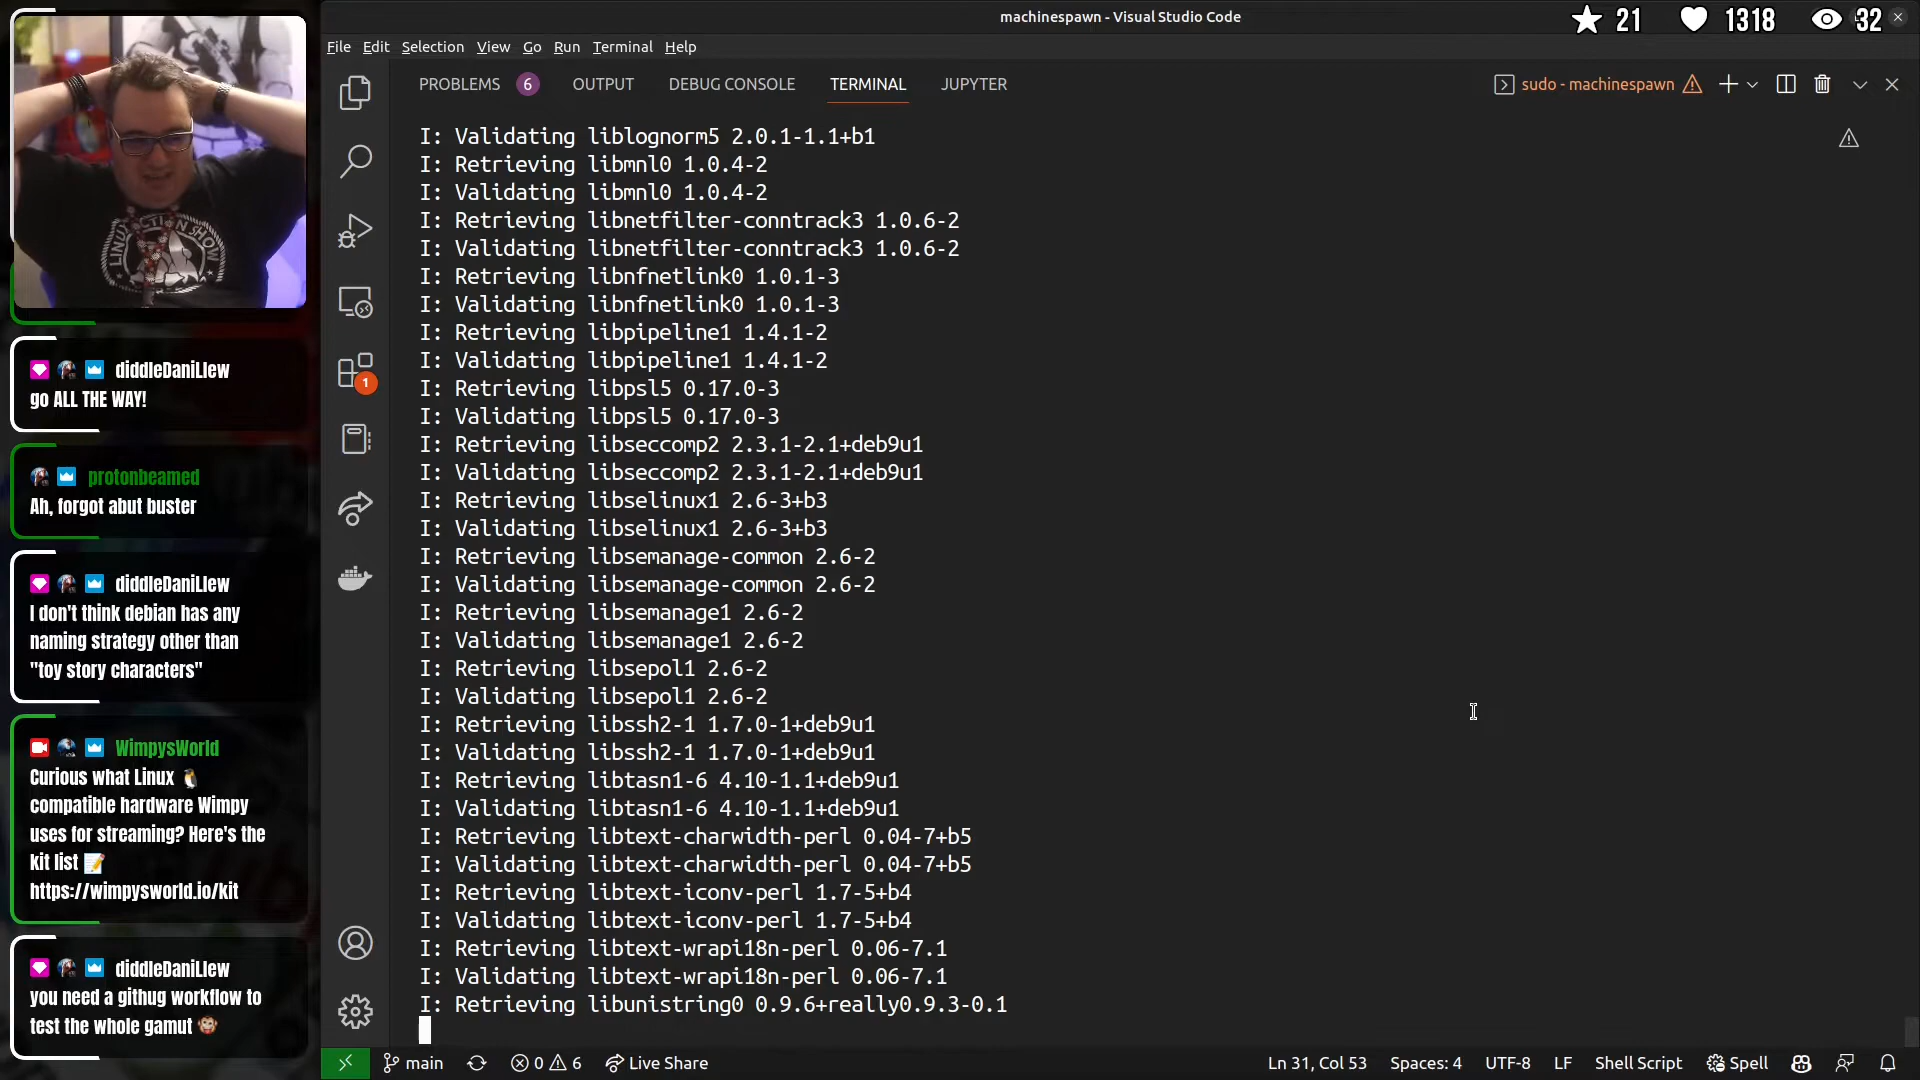 machinespawn - Visual Studio Code
21
1318
32
File Edit Selection View Go Run Terminal Help
PROBLEMS 6 OUTPUT DEBUG CONSOLE TERMINAL JUPYTER
sudo - machinespawn
I: Validating liblognorm5 2.0.1-1.1+b1
I: Retrieving libmnl0 1.0.4-2
I: Validating libmnl0 1.0.4-2
I: Retrieving libnetfilter-conntrack3 1.0.6-2
I: Validating libnetfilter-conntrack3 1.0.6-2
I: Retrieving libnfnetlink0 1.0.1-3
I: Validating libnfnetlink0 1.0.1-3
I: Retrieving libpipeline1 1.4.1-2
I: Validating libpipeline1 1.4.1-2
I: Retrieving libpsl5 0.17.0-3
I: Validating libpsl5 0.17.0-3
I: Retrieving libseccomp2 2.3.1-2.1+deb9u1
I: Validating libseccomp2 2.3.1-2.1+deb9u1
I: Retrieving libselinux1 2.6-3+b3
I: Validating libselinux1 2.6-3+b3
I: Retrieving libsemanage-common 2.6-2
I: Validating libsemanage-common 2.6-2
I: Retrieving libsemanage1 2.6-2
I: Validating libsemanage1 2.6-2
I: Retrieving libsepol1 2.6-2
I: Validating libsepol1 2.6-2
I: Retrieving libssh2-1 1.7.0-1+deb9u1
I: Validating libssh2-1 1.7.0-1+deb9u1
I: Retrieving libtasn1-6 4.10-1.1+deb9u1
I: Validating libtasn1-6 4.10-1.1+deb9u1
I: Retrieving libtext-charwidth-perl 0.04-7+b5
I: Validating libtext-charwidth-perl 0.04-7+b5
I: Retrieving libtext-iconv-perl 1.7-5+b4
I: Validating libtext-iconv-perl 1.7-5+b4
I: Retrieving libtext-wrapi18n-perl 0.06-7.1
I: Validating libtext-wrapi18n-perl 0.06-7.1
I: Retrieving libunistring0 0.9.6+really0.9.3-0.1
LINUX ACTION SHOW
diddleDaniLlew
go ALL THE WAY!
protonbeamed
Ah, forgot abut buster
diddleDaniLlew
I don't think debian has any
naming strategy other than
"toy story characters"
WimpysWorld
Curious what Linux 🐧
compatible hardware Wimpy
uses for streaming? Here's the
kit list 📝
https://wimpysworld.io/kit
diddleDaniLlew
you need a githug workflow to
test the whole gamut 🐵
1
main 0 6 Live Share Ln 31, Col 53 Spaces: 4 UTF-8 LF Shell Script Spell